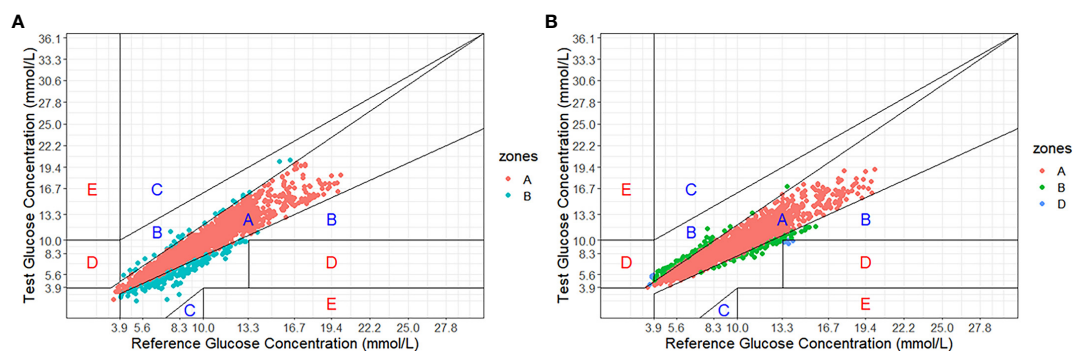 A
Test Glucose Concentration (mmol/L)
36.1
33.3
30.6
27.8
25.0
22.2
19.4
16.7
13.3
10.0
8.3
5.6
3.9
E
C
B
A
B
D
D
C
E
3.9 5.6 8.3 10.0 13.3 16.7 19.4 22.2 25.0 27.8
Reference Glucose Concentration (mmol/L)
zones
A
B
B
Test Glucose Concentration (mmol/L)
36.1
33.3
30.6
27.8
25.0
22.2
19.4
16.7
13.3
10.0
8.3
5.6
3.9
E
C
B
A
B
D
D
C
E
3.9 5.6 8.3 10.0 13.3 16.7 19.4 22.2 25.0 27.8
Reference Glucose Concentration (mmol/L)
zones
A
B
D